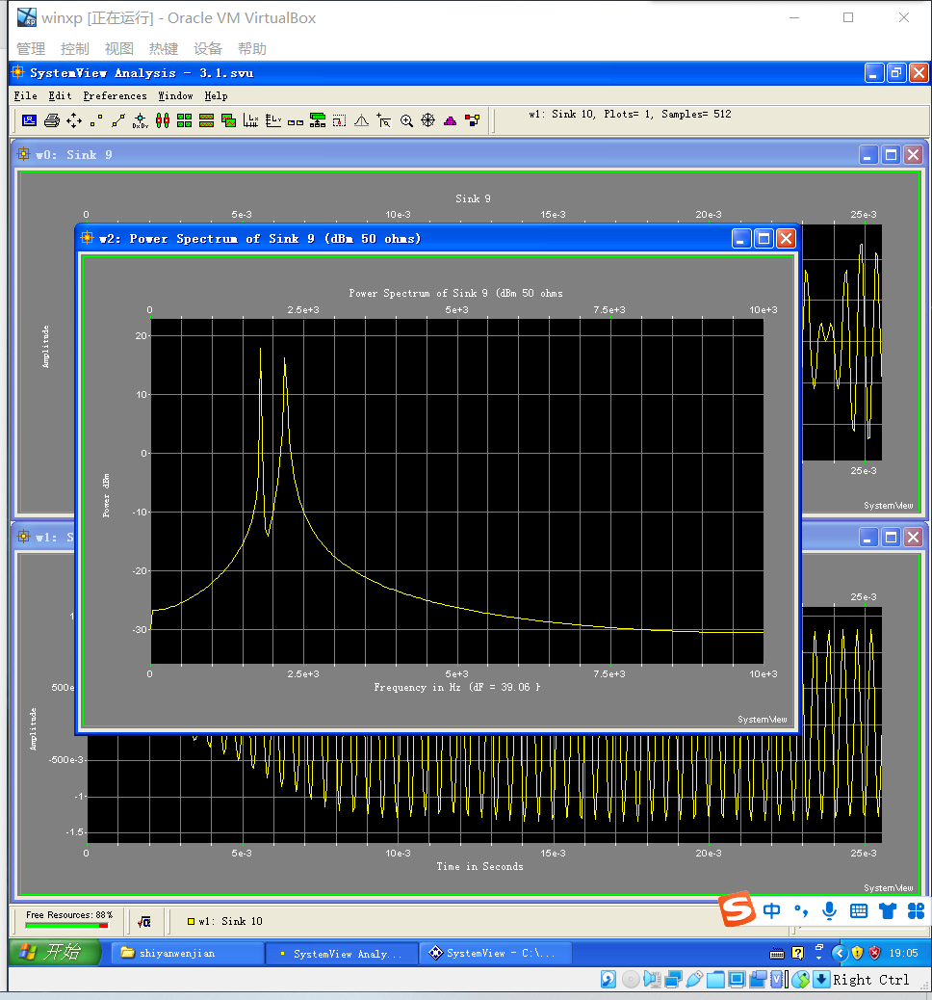 winxp [正在运行] - Oracle VM VirtualBox
管理 控制 视图 热键 设备 帮助
SystemView Analysis - 3.1.svu
File Edit Preferences Window Help
w1: Sink 10, Plots= 1, Samples= 512
w0: Sink 9
Sink 9
0 5e-3 10e-3 15e-3 20e-3 25e-3
Amplitude
25e-3
SystemView
w2: Power Spectrum of Sink 9 (dBm 50 ohms)
Power Spectrum of Sink 9 (dBm 50 ohms
0 2.5e+3 5e+3 7.5e+3 10e+3
20
10
0
-10
-20
-30
Power dBm
0 2.5e+3 5e+3 7.5e+3 10e+3
Frequency in Hz (dF = 39.06 }
SystemView
w1: S
25e-3
1
500e
-500e-3
-1
-1.5
Amplitude
0 5e-3 10e-3 15e-3 20e-3 25e-3
Time in Seconds
SystemView
Free Resources: 88%
√α
w1: Sink 10
中
开始
shiyanwenjian
SystemView Analy...
SystemView - C:\...
19:05
Right Ctrl